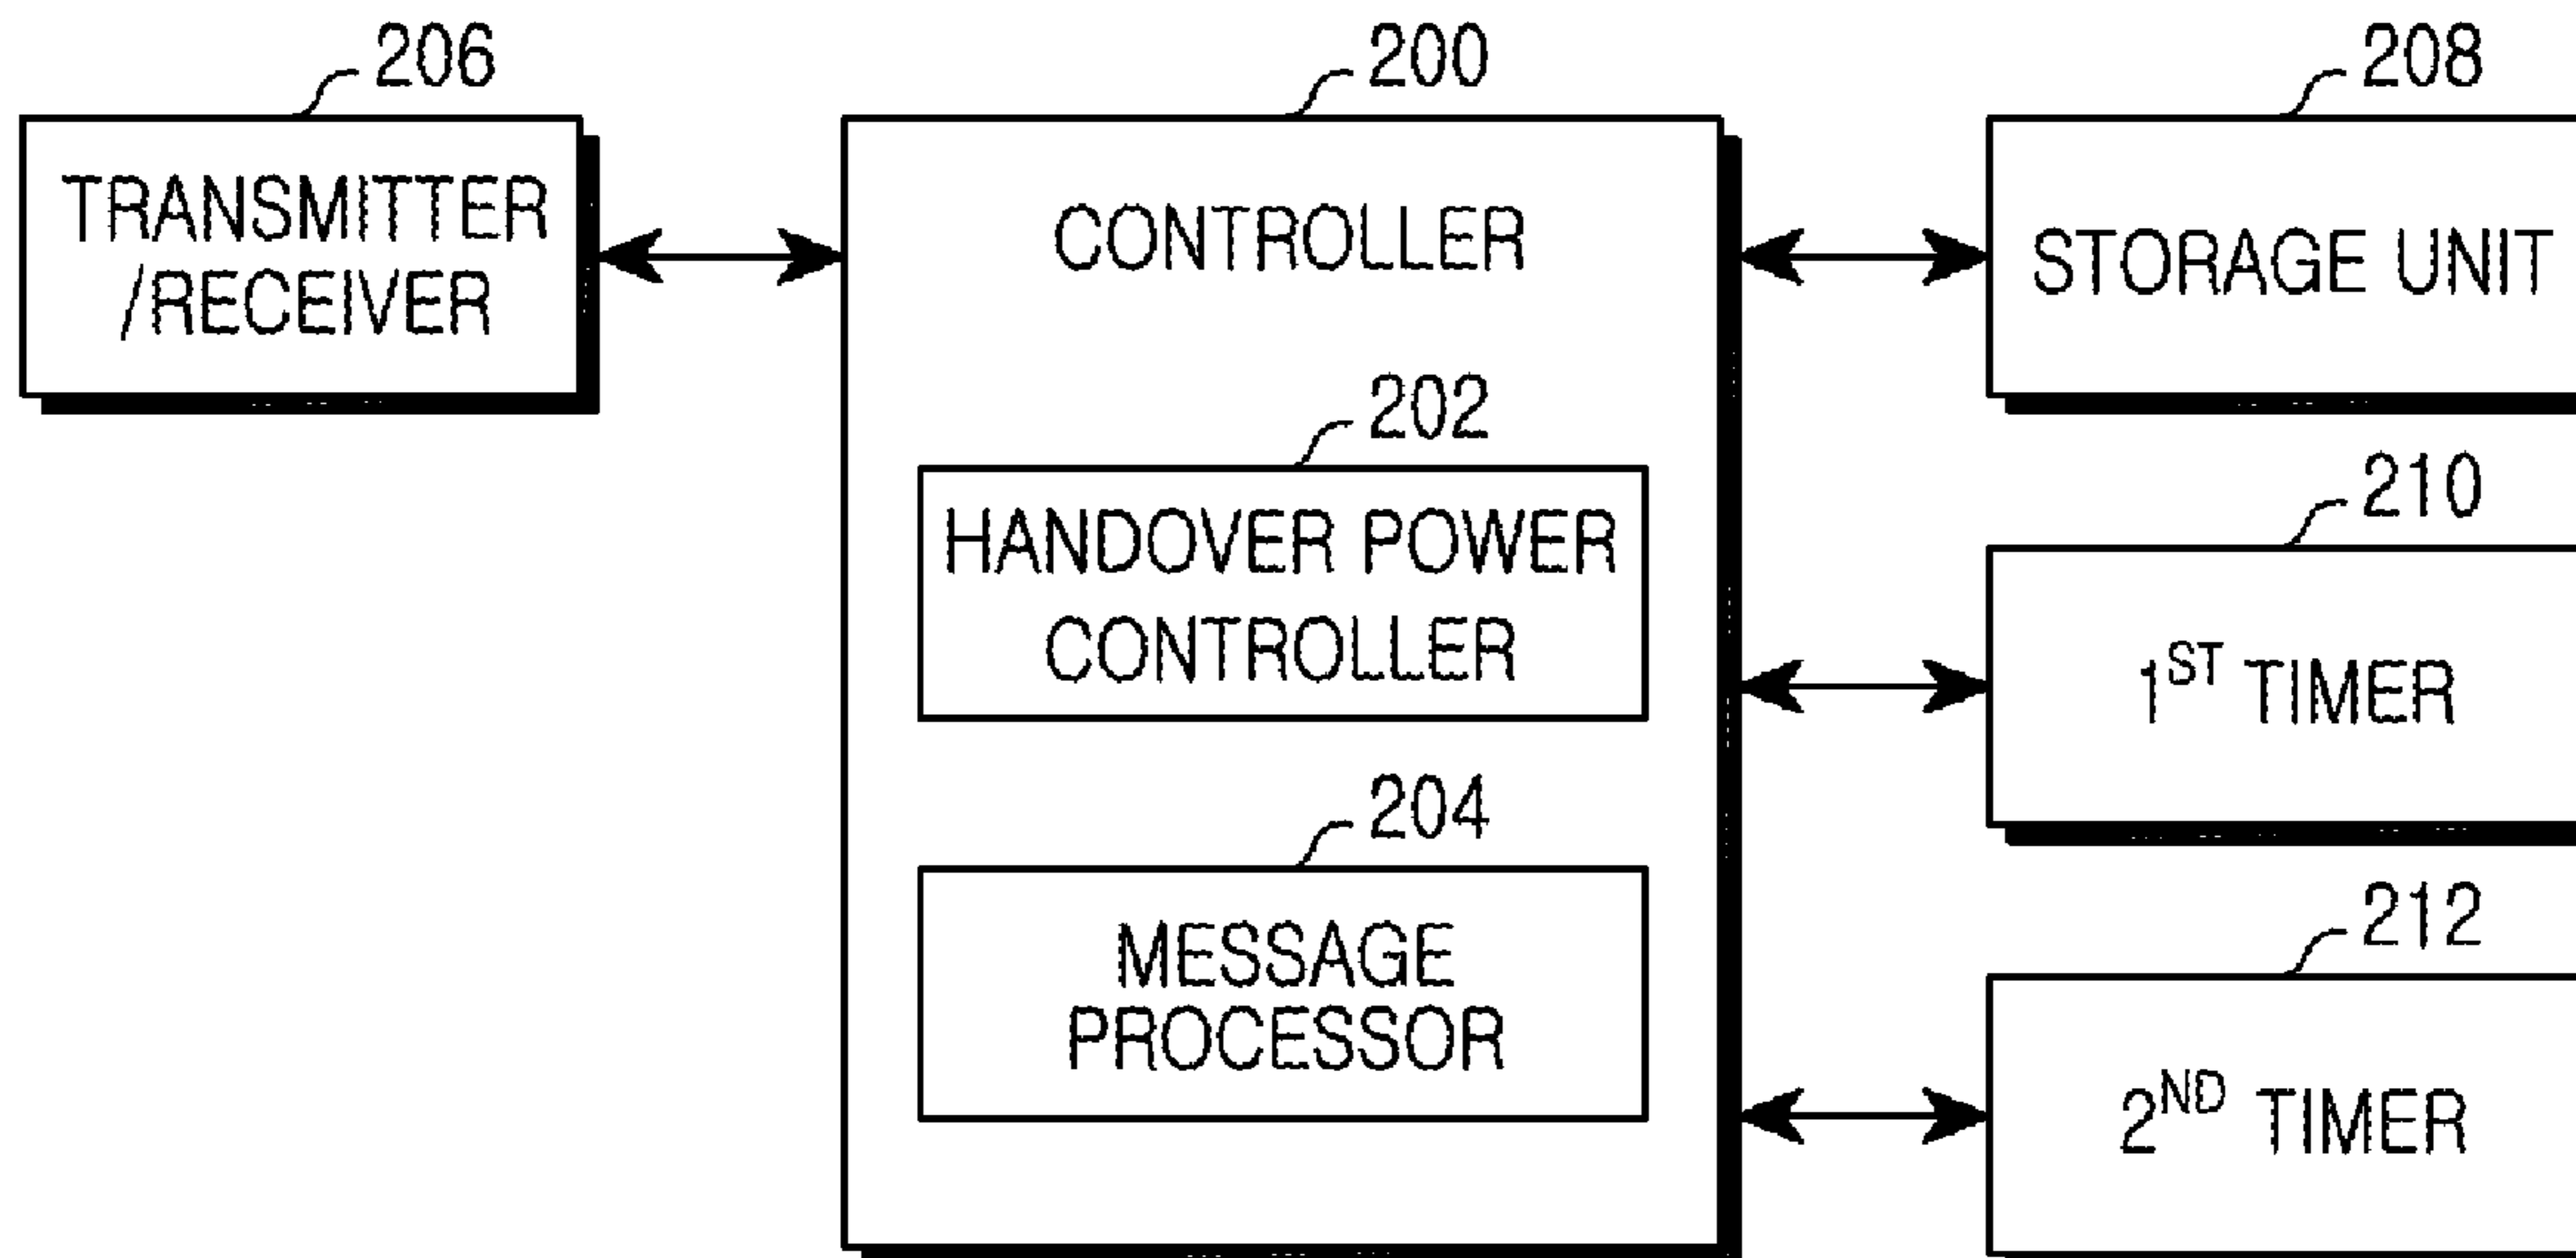 206
TRANSMITTER
/RECEIVER
200
CONTROLLER
202
HANDOVER POWER
CONTROLLER
204
MESSAGE
PROCESSOR
208
STORAGE UNIT
210
1ST TIMER
212
2ND TIMER